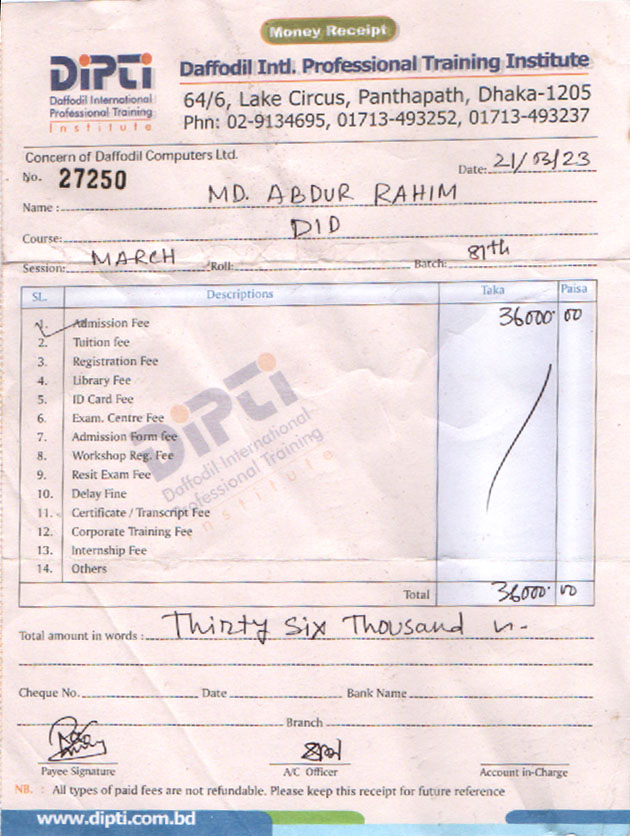 Money Receipt
DIPTI
Daffodil International
Professional Training
Institute
Daffodil Intl. Professional Training Institute
64/6, Lake Circus, Panthapath, Dhaka-1205
Phn: 02-9134695, 01713-493252, 01713-493237
Concern of Daffodil Computers Ltd.
No. 27250 Date: 21/03/23
Name : MD. ABDUR RAHIM
Course: DID
Session: MARCH Roll: Batch: 81th
SL. Descriptions Taka Paisa
1. Admission Fee 36000. 00
2. Tuition fee
3. Registration Fee
4. Library Fee
5. ID Card Fee
6. Exam. Centre Fee
7. Admission Form fee
8. Workshop Reg. Fee
9. Resit Exam Fee
10. Delay Fine
11. Certificate / Transcript Fee
12. Corporate Training Fee
13. Internship Fee
14. Others
DIPTI
Daffodil International
Professional Training
Institute
Total 36000. 00
Total amount in words : Thirty Six Thousand
Cheque No. Date Bank Name
Branch
Payee Signature A/C Officer Account in-Charge
NB. : All types of paid fees are not refundable. Please keep this receipt for future reference
www.dipti.com.bd